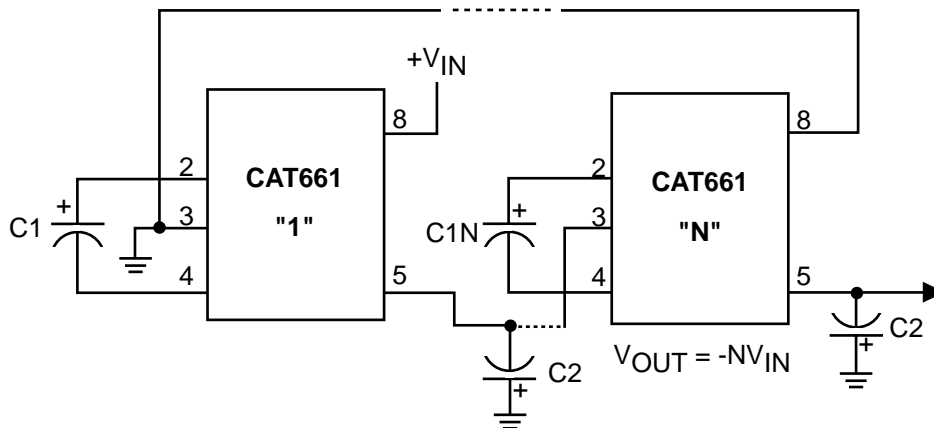 +VIN
8
8
2
CAT661
"1"
2
CAT661
"N"
C1
+
3
+
3
C1N
4
5
4
5
C2
+
C2
+
VOUT = -NVIN